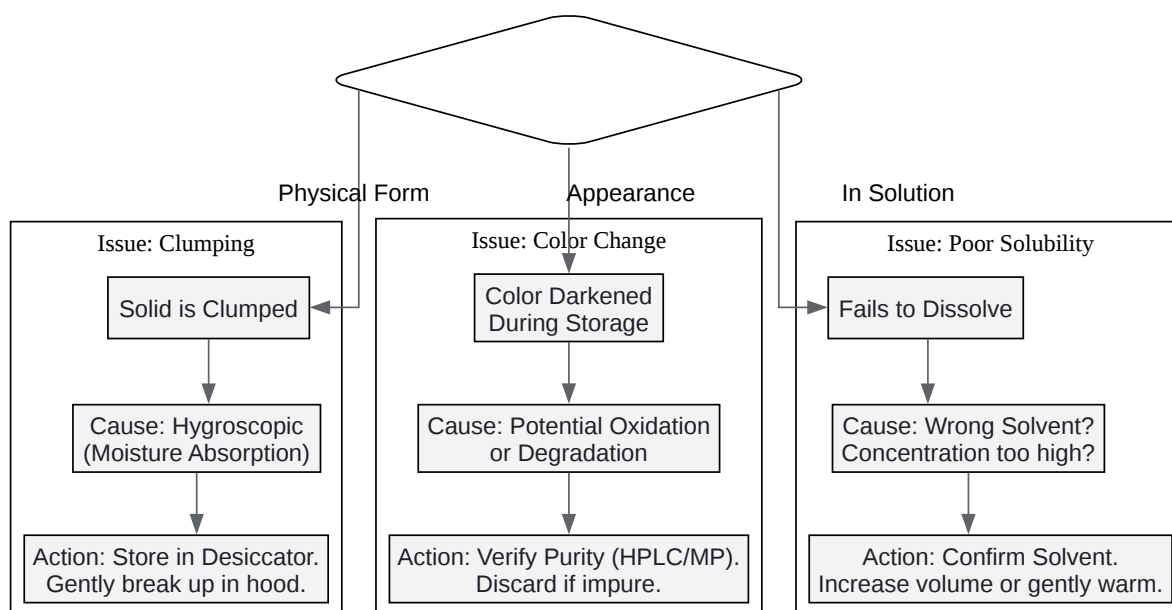 Physical Form
Appearance
In Solution
Issue: Clumping
Solid is Clumped
Cause: Hygroscopic
(Moisture Absorption)
Action: Store in Desiccator.
Gently break up in hood.
Issue: Color Change
Color Darkened
During Storage
Cause: Potential Oxidation
or Degradation
Action: Verify Purity (HPLC/MP).
Discard if impure.
Issue: Poor Solubility
Fails to Dissolve
Cause: Wrong Solvent?
Concentration too high?
Action: Confirm Solvent.
Increase volume or gently warm.